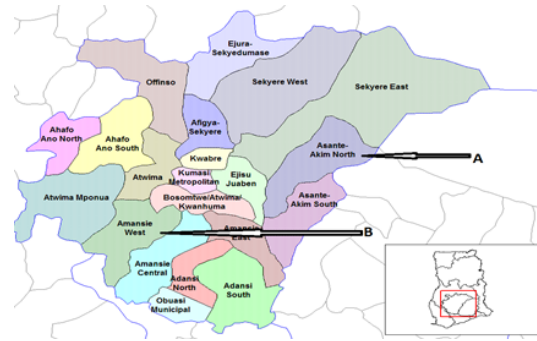 Ejura-
Sekyedumase
Offinso
Sekyere West
Sekyere East
Afigya-
Sekyere
Ahafo
Ano North
Ahafo
Ano South
Asante-
Akim North
A
Kwabre
Atwima
Kumasi
Metropolitan
Ejisu
Juaben
Atwima Mponua
Bosomtwe/Atwima/
Kwanhuma
Asante-
Akim South
Amansie
West
Amansie
East
B
Amansie
Central
Adansi
North
Adansi
South
Obuasi
Municipal